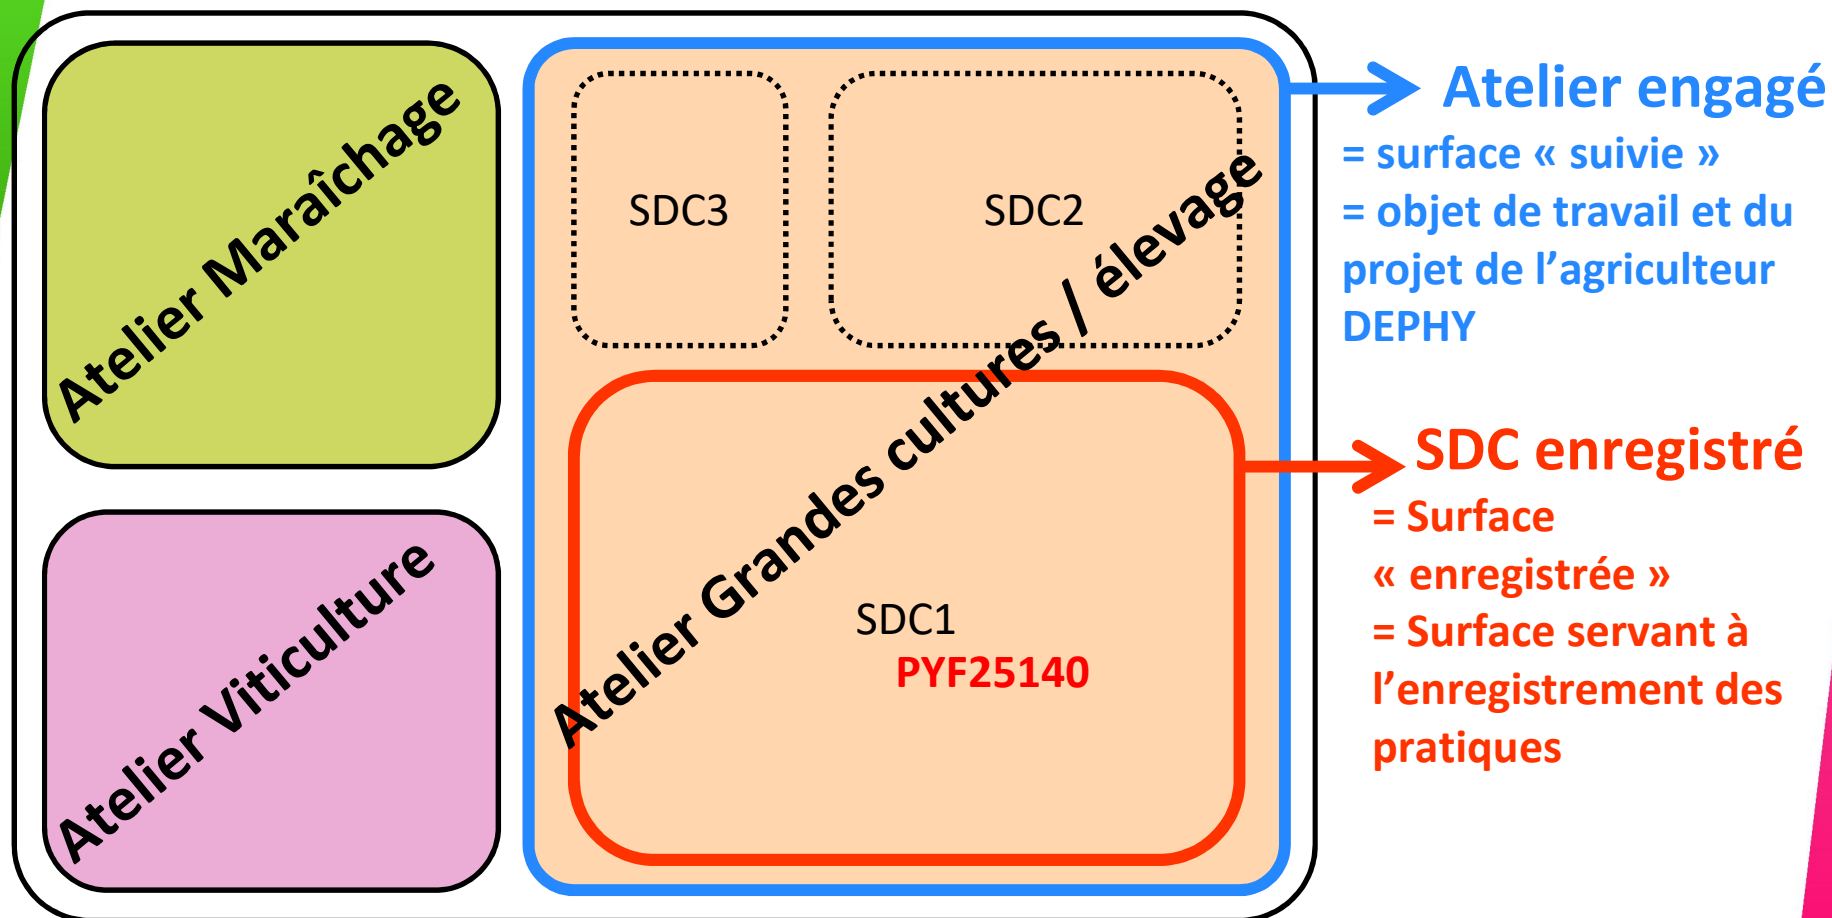 Atelier Maraîchage
Atelier Viticulture
SDC3
SDC2
Atelier Grandes cultures / élevage
SDC1
PYF25140
Atelier engagé
= surface « suivie »
= objet de travail et du
projet de l’agriculteur
DEPHY
SDC enregistré
= Surface
« enregistrée »
= Surface servant à
l’enregistrement des
pratiques